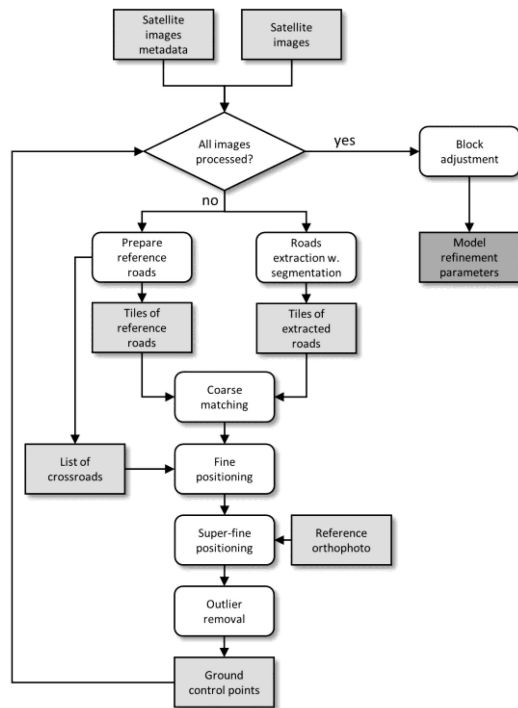 Satellite
images
metadata
Satellite
images
All images
processed?
yes
Block
adjustment
no
Model
refinement
parameters
Prepare
reference
roads
Roads
extraction w.
segmentation
Tiles of
reference
roads
Tiles of
extracted
roads
Coarse
matching
List of
crossroads
Fine
positioning
Super-fine
positioning
Reference
orthophoto
Outlier
removal
Ground
control points